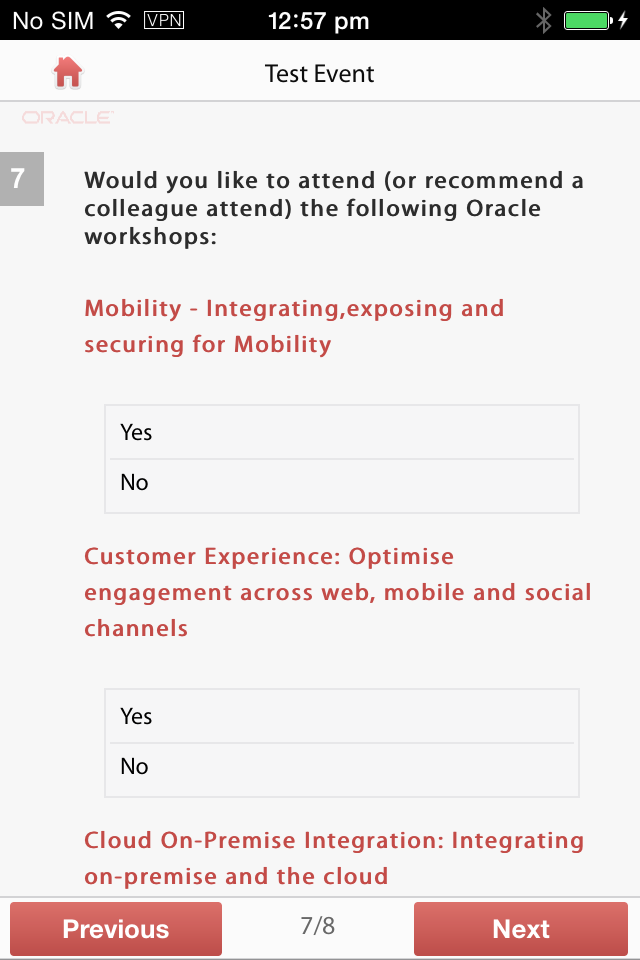 No SIM VPN 12:57 pm
Test Event
ORACLE
7
Would you like to attend (or recommend a
colleague attend) the following Oracle
workshops:
Mobility - Integrating,exposing and
securing for Mobility
Yes
No
Customer Experience: Optimise
engagement across web, mobile and social
channels
Yes
No
Cloud On-Premise Integration: Integrating
on-premise and the cloud
Previous 7/8 Next